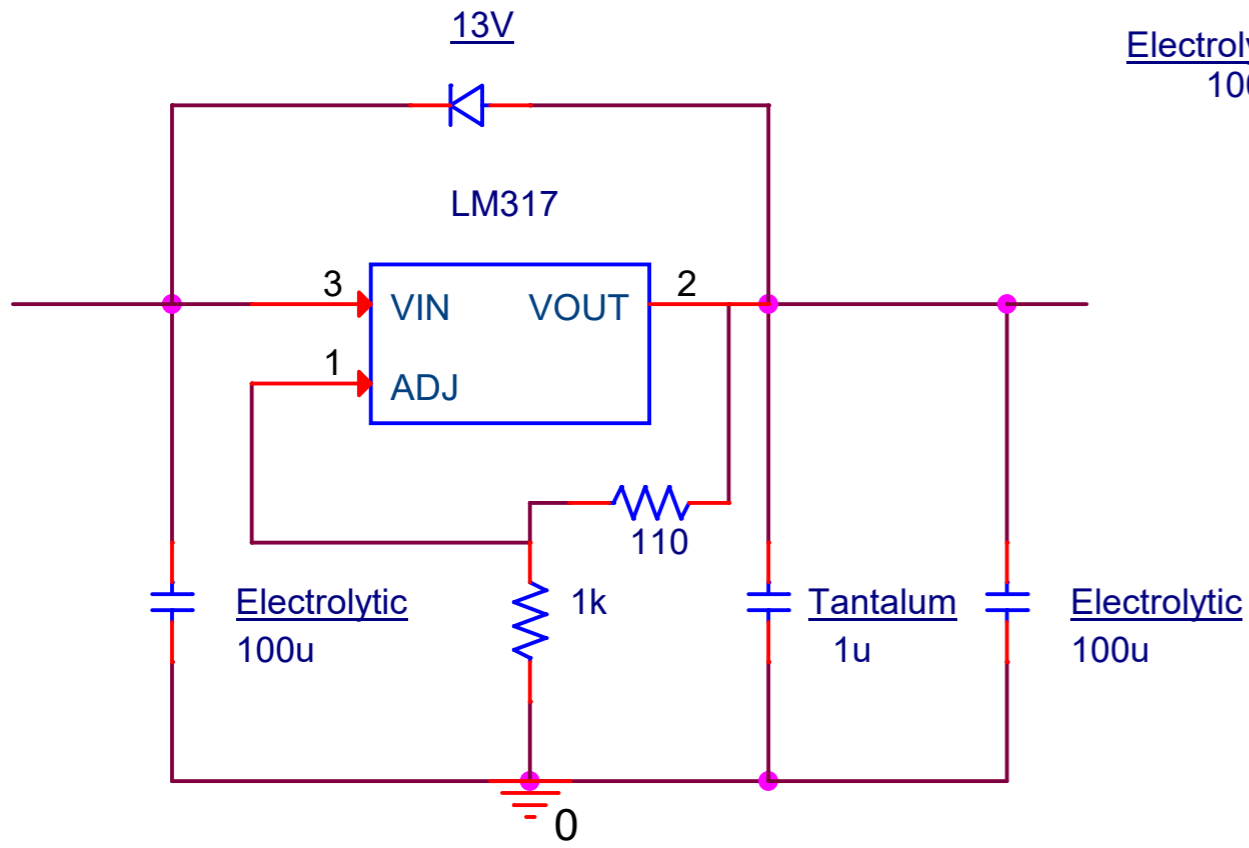 13V
LM317
3
VIN
VOUT
2
1
ADJ
110
Electrolytic
100u
1k
Tantalum
1u
Electrolytic
100u
0